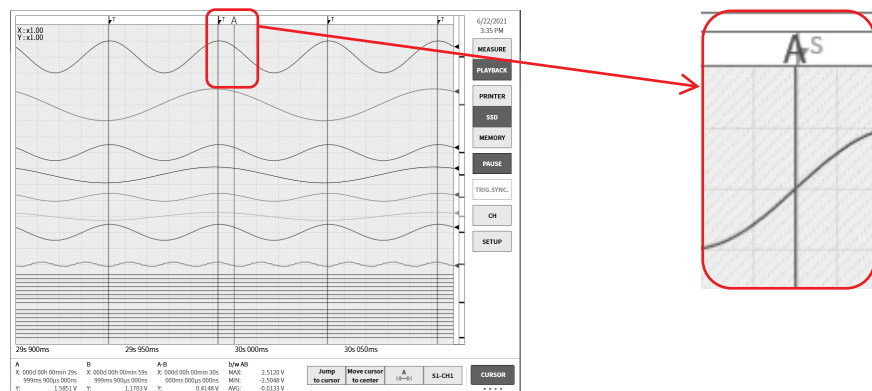 T
T A
T
T
6/22/2021
3:35 PM
X:x1.00
Y:x1.00
MEASURE
PLAYBACK
PRINTER
SSD
MEMORY
PAUSE
TRIG.SYNC.
CH
SETUP
A S
29s 900ms 29s 950ms 30s 000ms 30s 050ms
A B A-B b/w AB
X: 000d 00h 00min 29s X: 000d 00h 00min 59s X: 000d 00h 00min 30s MAX: 2.5120 V
999ms 900µs 000ns 999ms 900µs 000ns 000ms 000µs 000ns MIN: -2.5048 V
Y: 1.5851 V Y: 1.1703 V Y: 0.4148 V AVG: -0.0133 V
Jump
to cursor
Move cursor
to center
A
S1-CH1
CURSOR